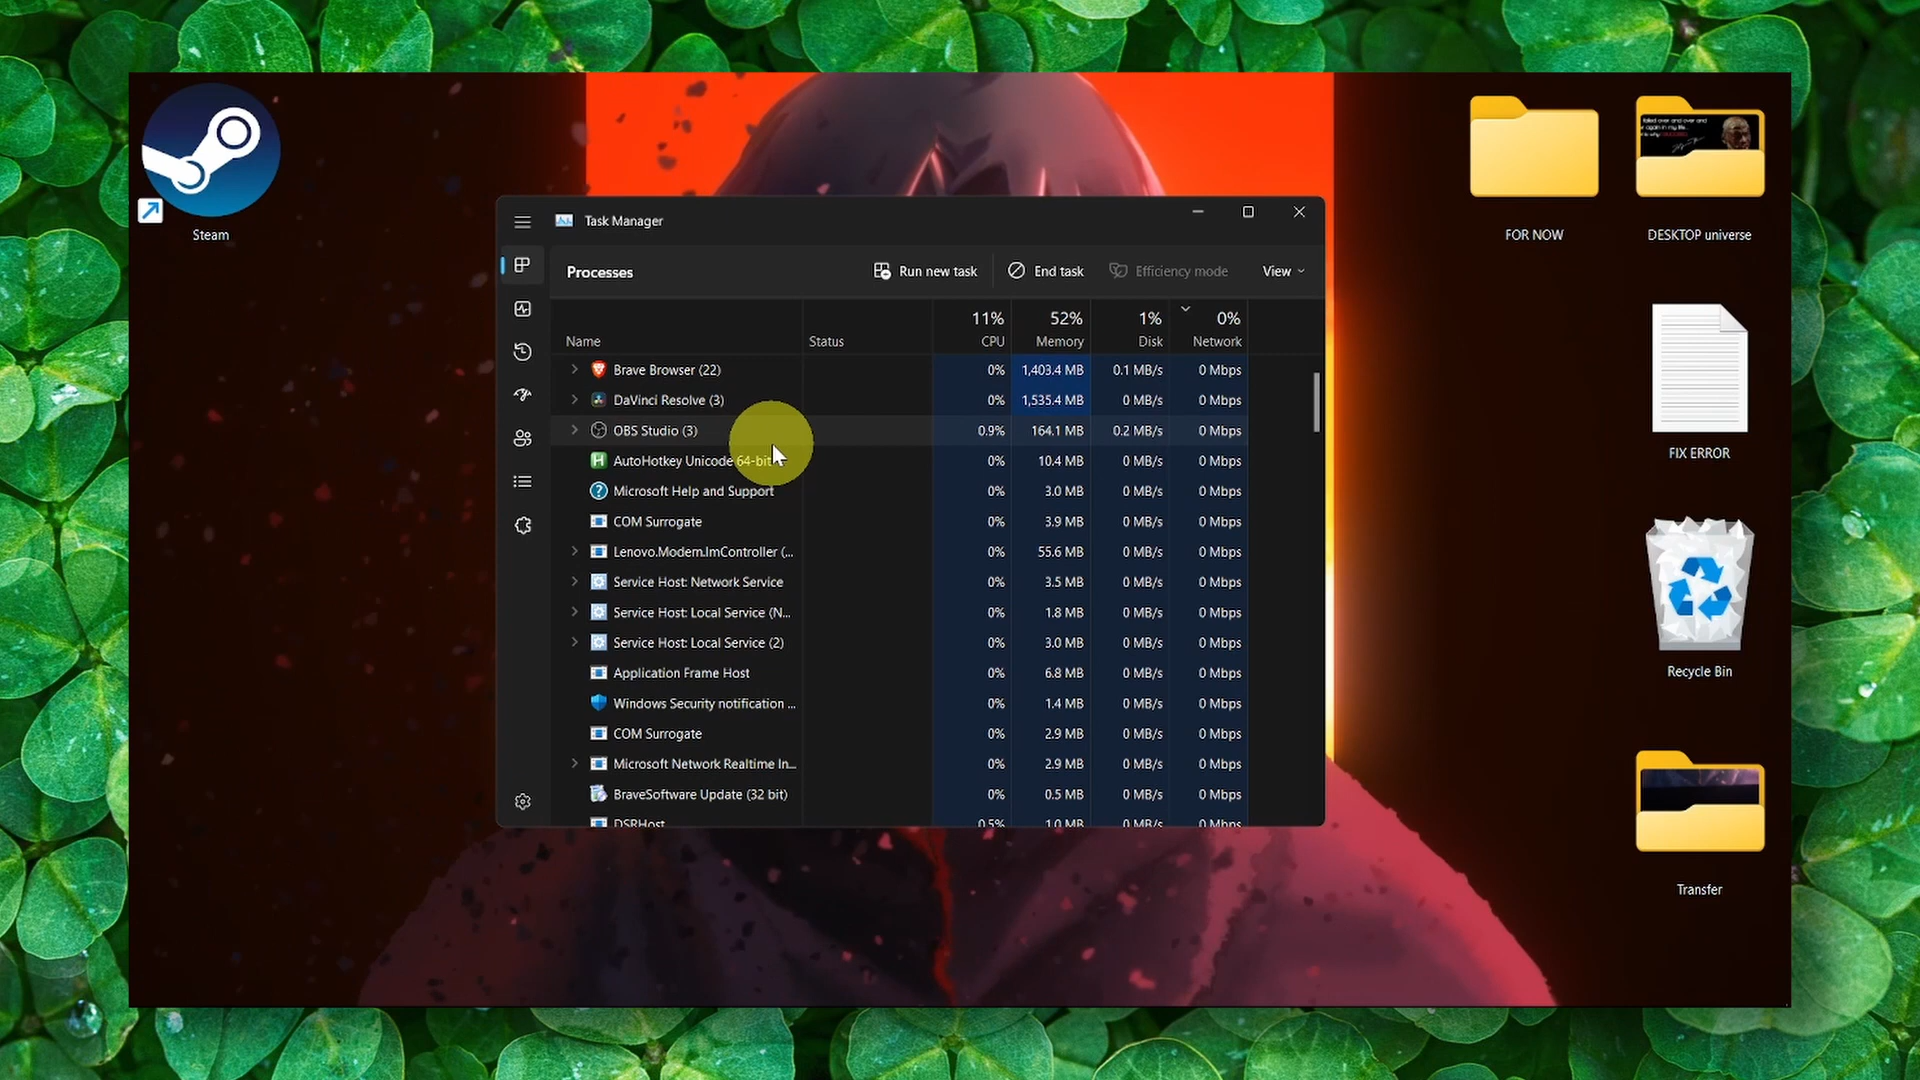 Steam
FOR NOW
DESKTOP universe
FIX ERROR
Recycle Bin
Transfer
Task Manager
Processes
Run new task
End task
Efficiency mode
View
11% 52% 1% 0%
Name Status CPU Memory Disk Network
Brave Browser (22) 0% 1,403.4 MB 0.1 MB/s 0 Mbps
DaVinci Resolve (3) 0% 1,535.4 MB 0 MB/s 0 Mbps
OBS Studio (3) 0.9% 164.1 MB 0.2 MB/s 0 Mbps
AutoHotkey Unicode 64-bit 0% 10.4 MB 0 MB/s 0 Mbps
Microsoft Help and Support 0% 3.0 MB 0 MB/s 0 Mbps
COM Surrogate 0% 3.9 MB 0 MB/s 0 Mbps
Lenovo.Modern.ImController (... 0% 55.6 MB 0 MB/s 0 Mbps
Service Host: Network Service 0% 3.5 MB 0 MB/s 0 Mbps
Service Host: Local Service (N... 0% 1.8 MB 0 MB/s 0 Mbps
Service Host: Local Service (2) 0% 3.0 MB 0 MB/s 0 Mbps
Application Frame Host 0% 6.8 MB 0 MB/s 0 Mbps
Windows Security notification ... 0% 1.4 MB 0 MB/s 0 Mbps
COM Surrogate 0% 2.9 MB 0 MB/s 0 Mbps
Microsoft Network Realtime In... 0% 2.9 MB 0 MB/s 0 Mbps
BraveSoftware Update (32 bit) 0% 0.5 MB 0 MB/s 0 Mbps
DSRHost 0.5% 1.0 MB 0 MB/s 0 Mbps